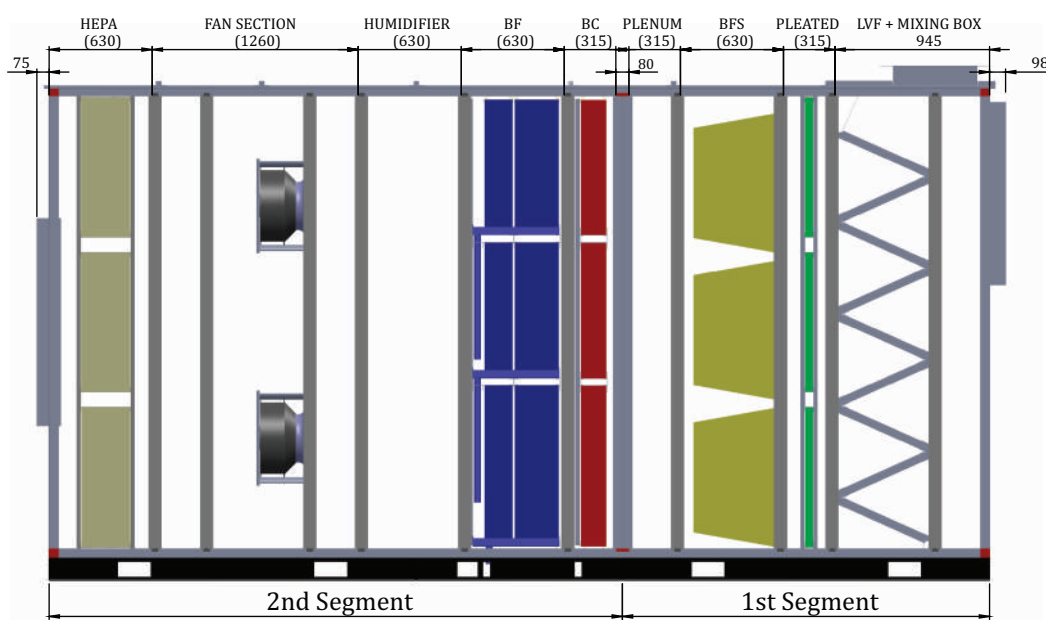 HEPA FAN SECTION HUMIDIFIER BF BC PLENUM BFS PLEATED LVF + MIXING BOX
(630) (1260) (630) (630) (315) (315) (630) (315) 945
75 80 98
2nd Segment 1st Segment